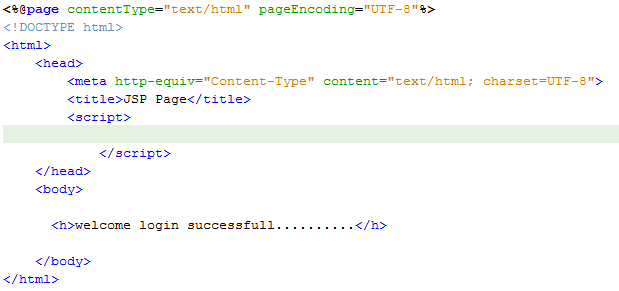 <%@page contentType="text/html" pageEncoding="UTF-8"%>
<!DOCTYPE html>
<html>
    <head>
        <meta http-equiv="Content-Type" content="text/html; charset=UTF-8">
        <title>JSP Page</title>
        <script>
            </script>
    </head>
    <body>
      <h>welcome login successfull..........</h>
    </body>
</html>